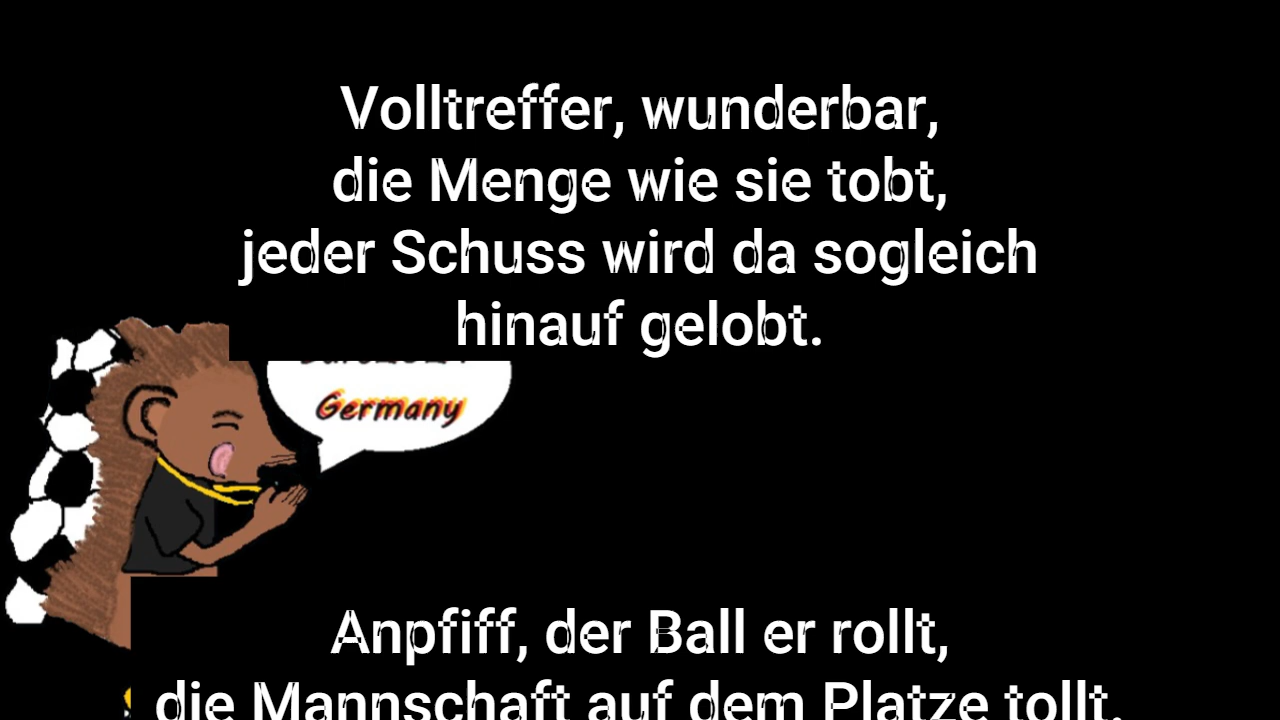 Volltreffer, wunderbar,
die Menge wie sie tobt,
jeder Schuss wird da sogleich
hinauf gelobt.
Germany
Anpfiff, der Ball er rollt,
die Mannschaft auf dem Platze tollt.